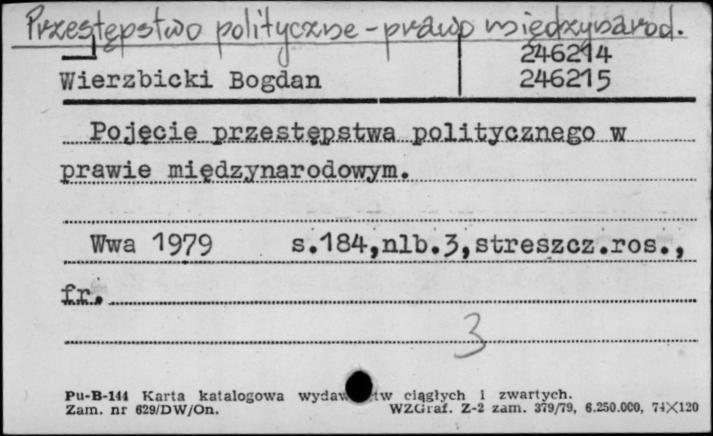 Przestępstwo polityczne - prawo międzynarod.
246214
Wierzbicki Bogdan 246215
Pojęcie przestępstwa politycznego w
prawie międzynarodowym.
Wwa 1979 s.184,nlb.3,streszcz.ros.,
fr.
3
Pu-B-144 Karta katalogowa ciągłych i zwartych.
Zam. nr 629/DW/On. WZGraf. Z-2 zam. 379/79, 6.250.000, 74×120